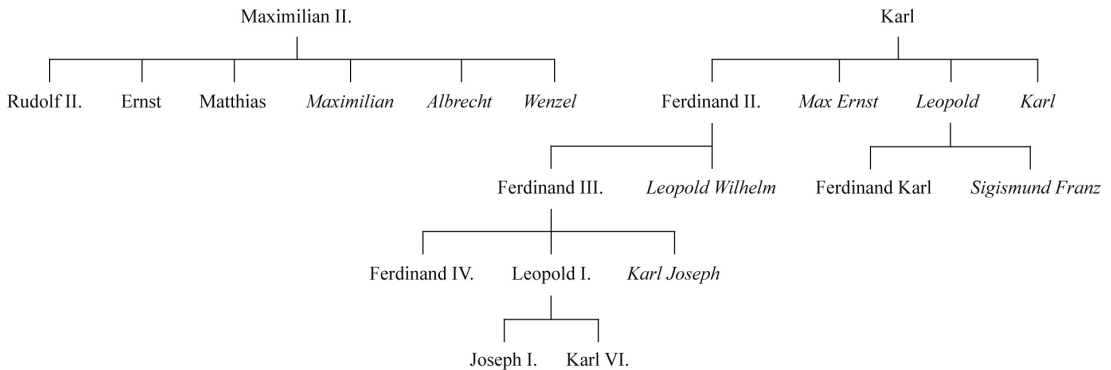 Maximilian II. Karl
Rudolf II. Ernst Matthias Maximilian Albrecht Wenzel Ferdinand II. Max Ernst Leopold Karl
Ferdinand III. Leopold Wilhelm Ferdinand Karl Sigismund Franz
Ferdinand IV. Leopold I. Karl Joseph
Joseph I. Karl VI.